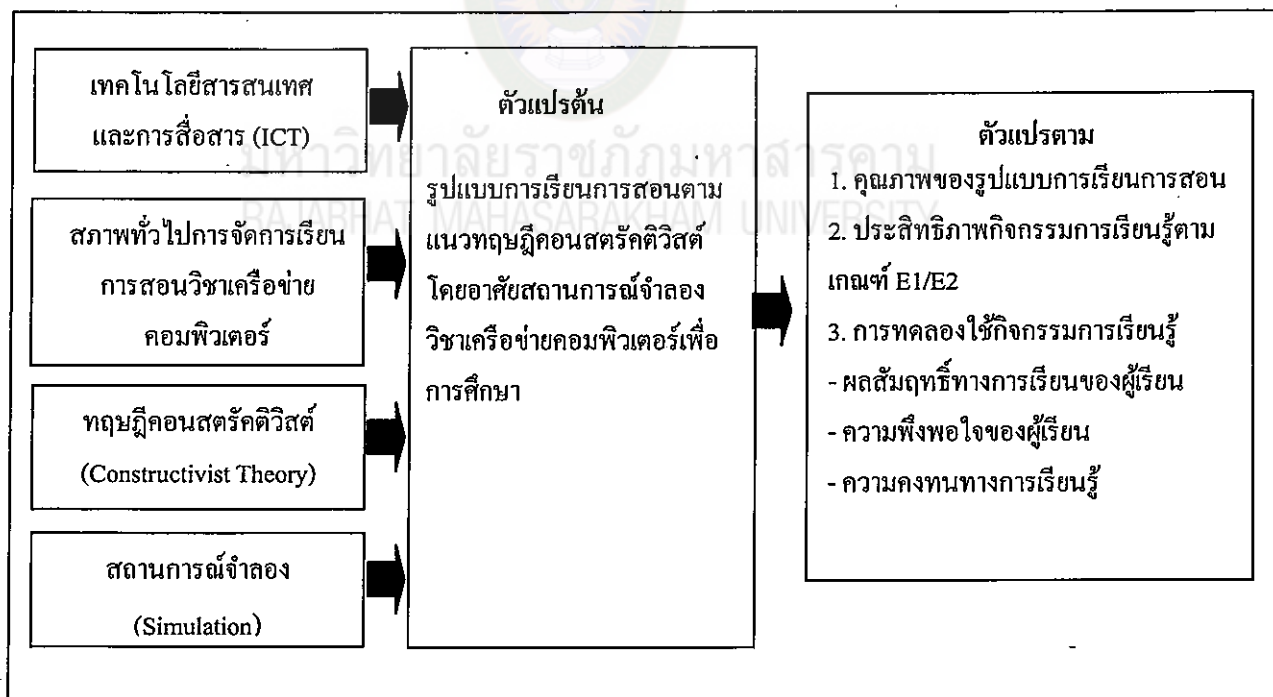 เทคโนโลยีสารสนเทศ
และการสื่อสาร (ICT)
สภาพทั่วไปการจัดการเรียน
การสอนวิชาเครือข่าย
คอมพิวเตอร์
ทฤษฎีคอนสตรัคติวิสต์
(Constructivist Theory)
สถานการณ์จำลอง
(Simulation)
ตัวแปรต้น
รูปแบบการเรียนการสอนตาม
แนวทฤษฎีคอนสตรัคติวิสต์
โดยอาศัยสถานการณ์จำลอง
วิชาเครือข่ายคอมพิวเตอร์เพื่อ
การศึกษา
ตัวแปรตาม
1. คุณภาพของรูปแบบการเรียนการสอน
2. ประสิทธิภาพกิจกรรมการเรียนรู้ตาม
เกณฑ์ E1/E2
3. การทดลองใช้กิจกรรมการเรียนรู้
- ผลสัมฤทธิ์ทางการเรียนของผู้เรียน
- ความพึงพอใจของผู้เรียน
- ความคงทนทางการเรียนรู้
มหาวิทยาลัยราชภัฏมหาสารคาม
RAJABHAT MAHASARAKHAM UNIVERSITY